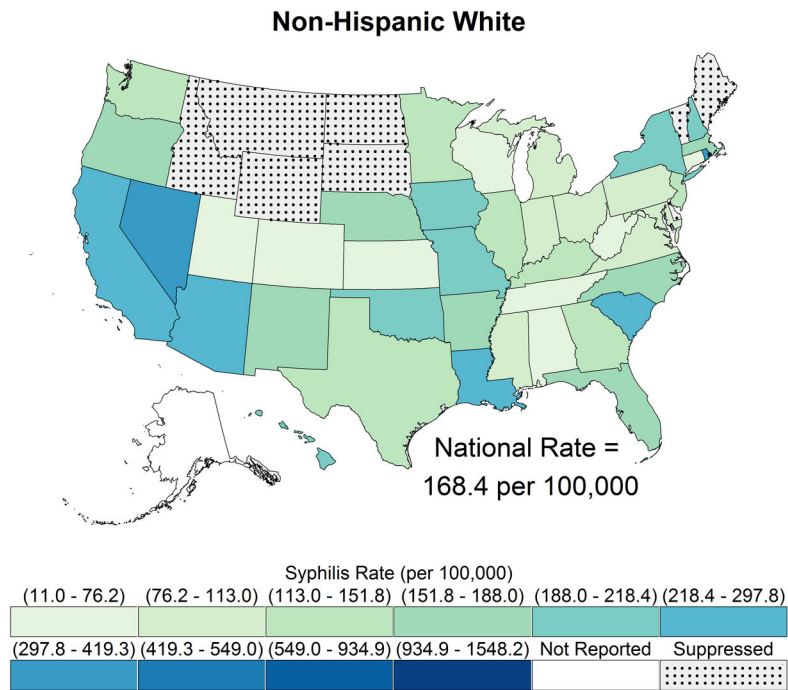 Non-Hispanic White
National Rate =
168.4 per 100,000
Syphilis Rate (per 100,000)
(11.0 - 76.2) (76.2 - 113.0) (113.0 - 151.8) (151.8 - 188.0) (188.0 - 218.4) (218.4 - 297.8)
(297.8 - 419.3) (419.3 - 549.0) (549.0 - 934.9) (934.9 - 1548.2) Not Reported Suppressed